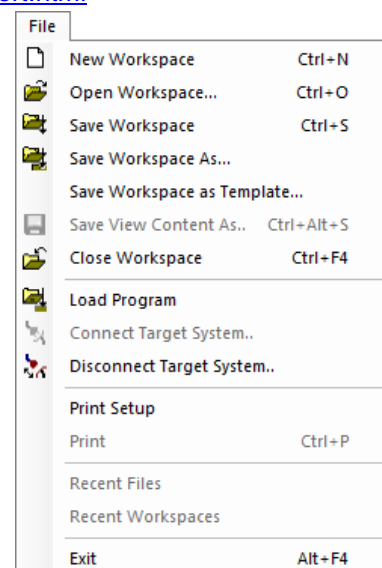 File
New Workspace Ctrl+N
Open Workspace... Ctrl+O
Save Workspace Ctrl+S
Save Workspace As...
Save Workspace as Template...
Save View Content As.. Ctrl+Alt+S
Close Workspace Ctrl+F4
Load Program
Connect Target System..
Disconnect Target System..
Print Setup
Print Ctrl+P
Recent Files
Recent Workspaces
Exit Alt+F4